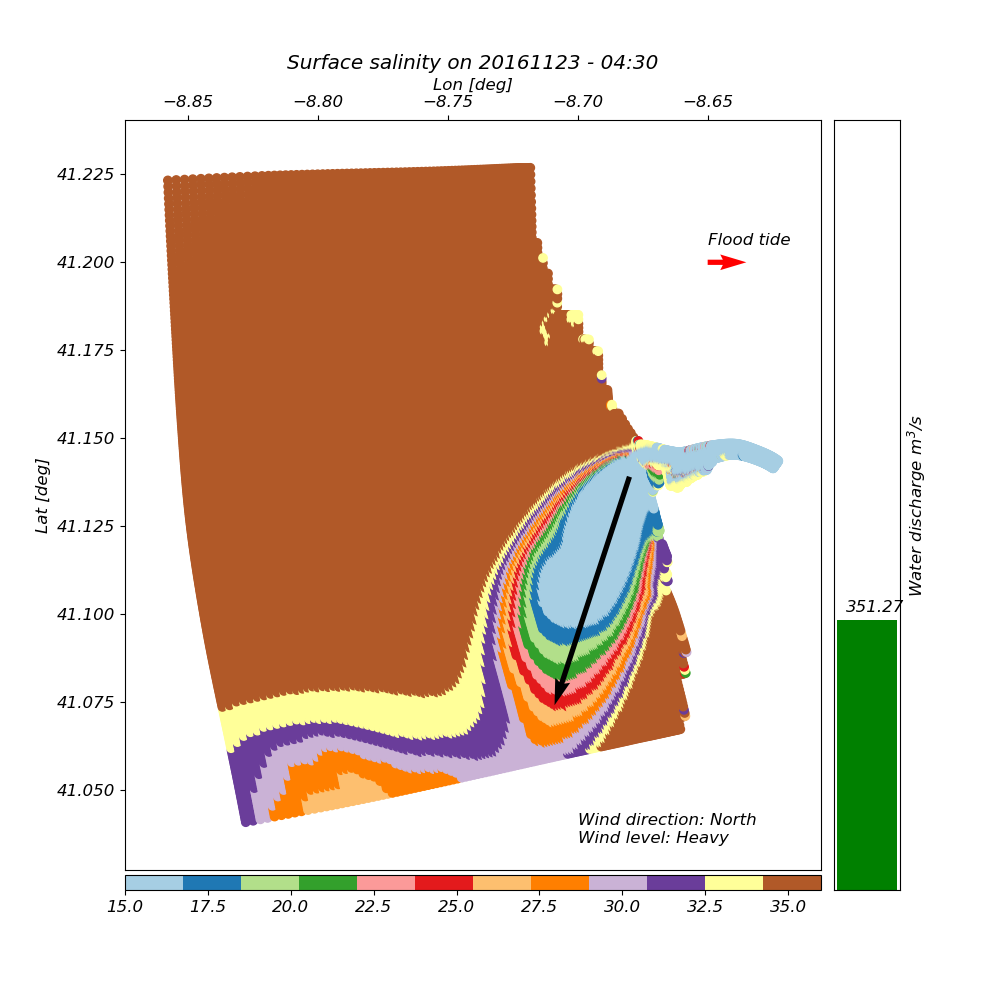 Surface salinity on 20161123 - 04:30
Lon [deg]
−8.85 −8.80 −8.75 −8.70 −8.65
41.225
41.200
41.175
41.150
41.125
41.100
41.075
41.050
Lat [deg]
Flood tide
Wind direction: North
Wind level: Heavy
351.27
Water discharge m³/s
15.0 17.5 20.0 22.5 25.0 27.5 30.0 32.5 35.0